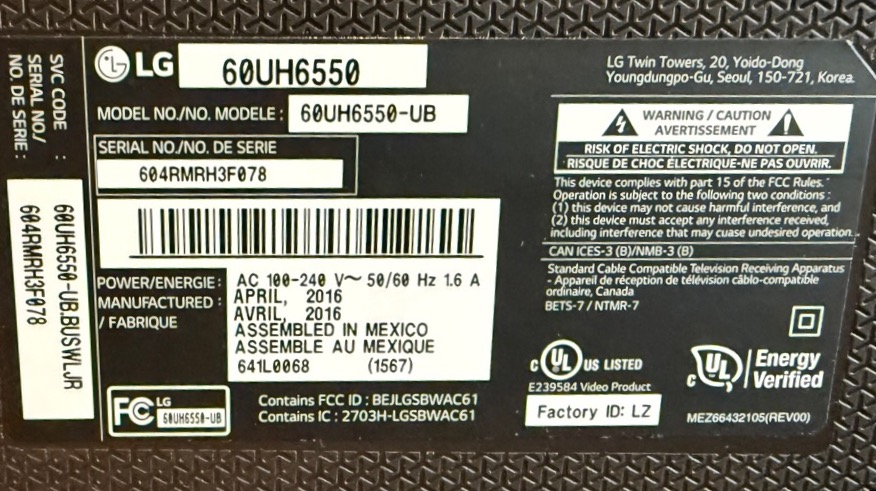 SVC CODE :
SERIAL NO./
NO. DE SERIE :
60UH6550-UB.BUSWLJR
604RMRH3F078
LG 60UH6550
MODEL NO./NO. MODELE : 60UH6550-UB
SERIAL NO./NO. DE SERIE
604RMRH3F078
POWER/ENERGIE : AC 100-240 V~ 50/60 Hz 1.6 A
MANUFACTURED : APRIL, 2016
/ FABRIQUE AVRIL, 2016
ASSEMBLED IN MEXICO
ASSEMBLE AU MEXIQUE
641L0068 (1567)
FC LG
60UH6550-UB
Contains FCC ID : BEJLGSBWAC61
Contains IC : 2703H-LGSBWAC61
LG Twin Towers, 20, Yoido-Dong
Youngdungpo-Gu, Seoul, 150-721, Korea.
WARNING / CAUTION
AVERTISSEMENT
RISK OF ELECTRIC SHOCK, DO NOT OPEN.
RISQUE DE CHOC ÉLECTRIQUE-NE PAS OUVRIR.
This device complies with part 15 of the FCC Rules.
Operation is subject to the following two conditions :
(1) this device may not cause harmful interference, and
(2) this device must accept any interference received,
including interference that may cuase undesired operation.
CAN ICES-3 (B)/NMB-3 (B)
Standard Cable Compatible Television Receiving Apparatus
- Appareil de réception de télévision câblo-compatible
ordinaire, Canada
BETS-7 / NTMR-7
C UL US LISTED
E239584 Video Product
Factory ID: LZ
C UL Energy
Verified
MEZ66432105(REV00)